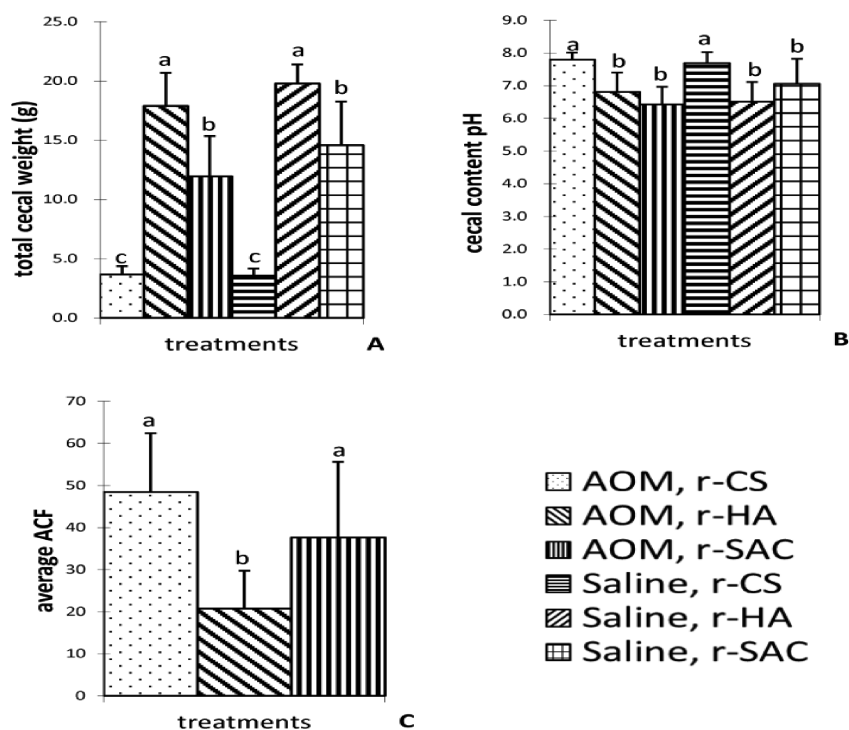 25.0
20.0
15.0
10.0
5.0
0.0
total cecal weight (g)
c
a
b
c
a
b
treatments
A
9.0
8.0
7.0
6.0
5.0
4.0
3.0
2.0
1.0
0.0
cecal content pH
a
b
b
a
b
b
treatments
B
70
60
50
40
30
20
10
0
average ACF
a
b
a
treatments
C
AOM, r-CS
AOM, r-HA
AOM, r-SAC
Saline, r-CS
Saline, r-HA
Saline, r-SAC